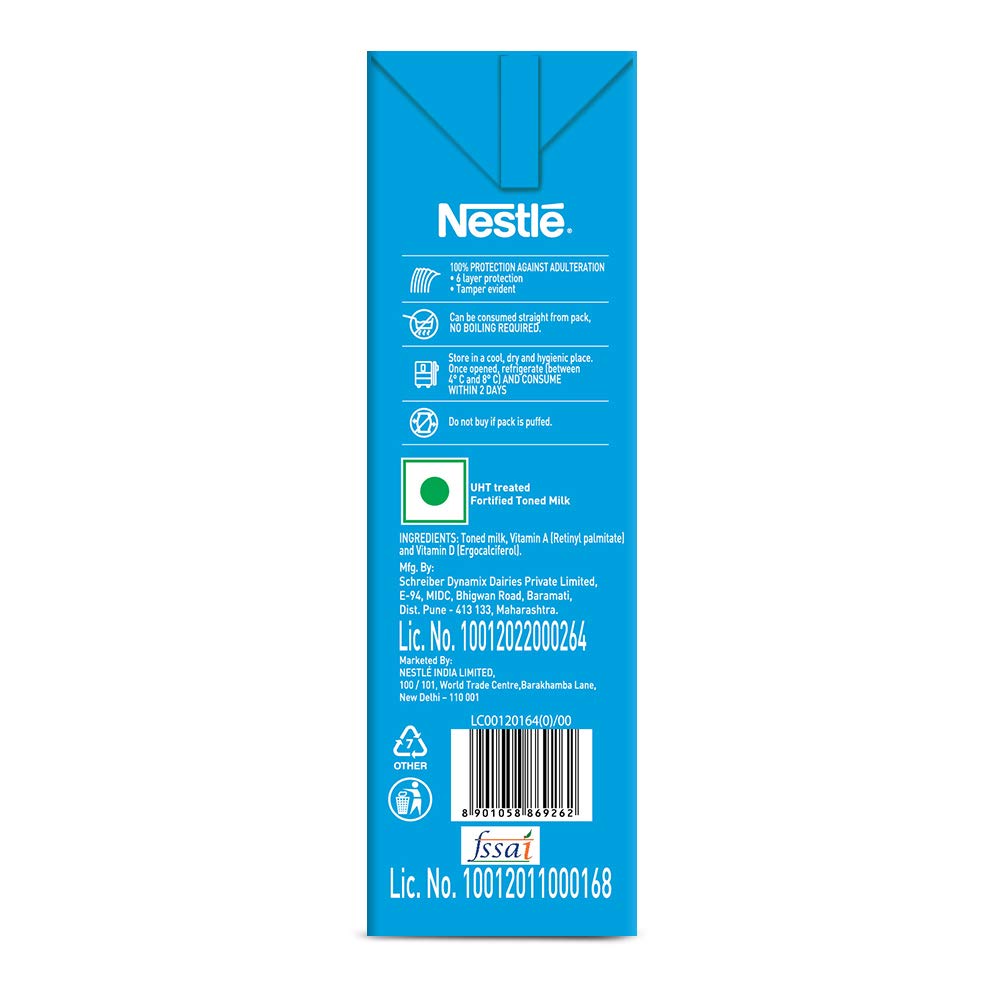 Nestlé®
100% PROTECTION AGAINST ADULTERATION
• 6 layer protection
• Tamper evident
Can be consumed straight from pack,
NO BOILING REQUIRED.
Store in a cool, dry and hygienic place.
Once opened, refrigerate (between
4° C and 8° C) AND CONSUME
WITHIN 2 DAYS
Do not buy if pack is puffed.
UHT treated
Fortified Toned Milk
INGREDIENTS: Toned milk, Vitamin A (Retinyl palmitate)
and Vitamin D (Ergocalciferol).
Mfg. By:
Schreiber Dynamix Dairies Private Limited,
E-94, MIDC, Bhigwan Road, Baramati,
Dist. Pune - 413 133, Maharashtra.
Lic. No. 10012022000264
Marketed By:
NESTLÉ INDIA LIMITED,
100 / 101, World Trade Centre,Barakhamba Lane,
New Delhi – 110 001
LC00120164(0)/00
7
OTHER
8 901058 869262
fssai
Lic. No. 10012011000168